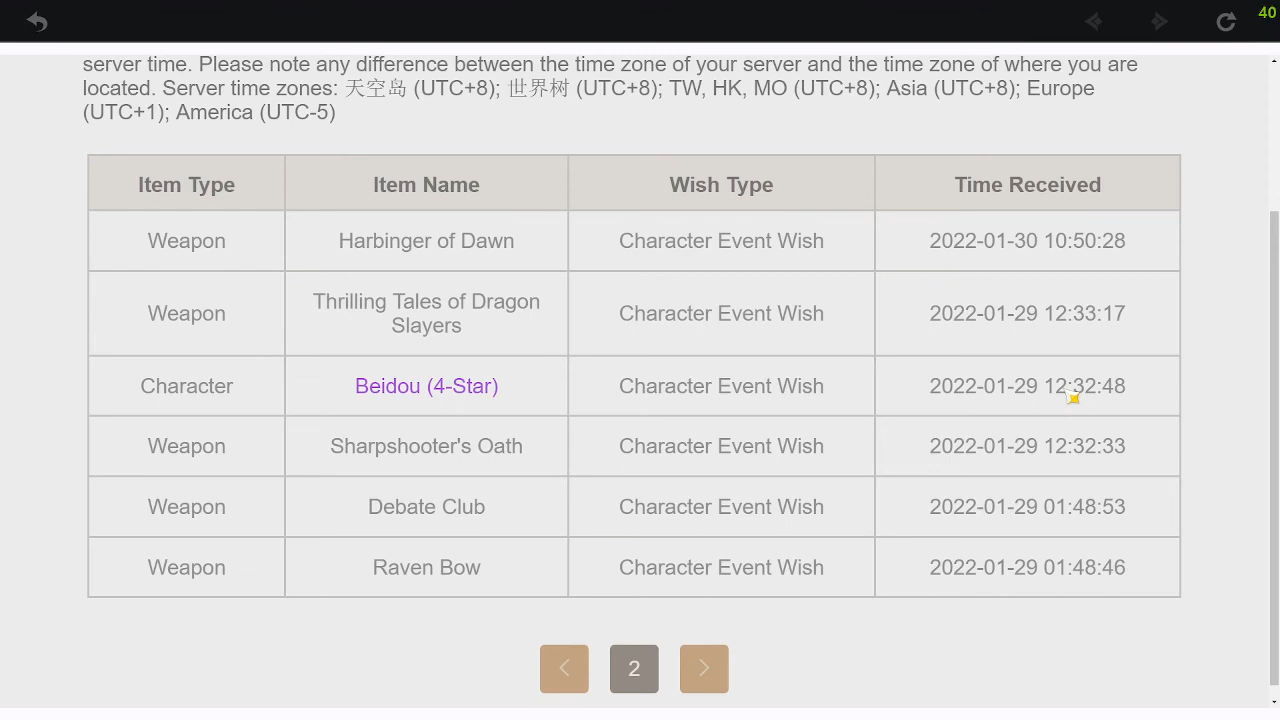 40
server time. Please note any difference between the time zone of your server and the time zone of where you are
located. Server time zones: 天空岛 (UTC+8); 世界树 (UTC+8); TW, HK, MO (UTC+8); Asia (UTC+8); Europe
(UTC+1); America (UTC-5)
Item Type Item Name Wish Type Time Received
Weapon Harbinger of Dawn Character Event Wish 2022-01-30 10:50:28
Weapon Thrilling Tales of Dragon Slayers Character Event Wish 2022-01-29 12:33:17
Character Beidou (4-Star) Character Event Wish 2022-01-29 12:32:48
Weapon Sharpshooter's Oath Character Event Wish 2022-01-29 12:32:33
Weapon Debate Club Character Event Wish 2022-01-29 01:48:53
Weapon Raven Bow Character Event Wish 2022-01-29 01:48:46
2